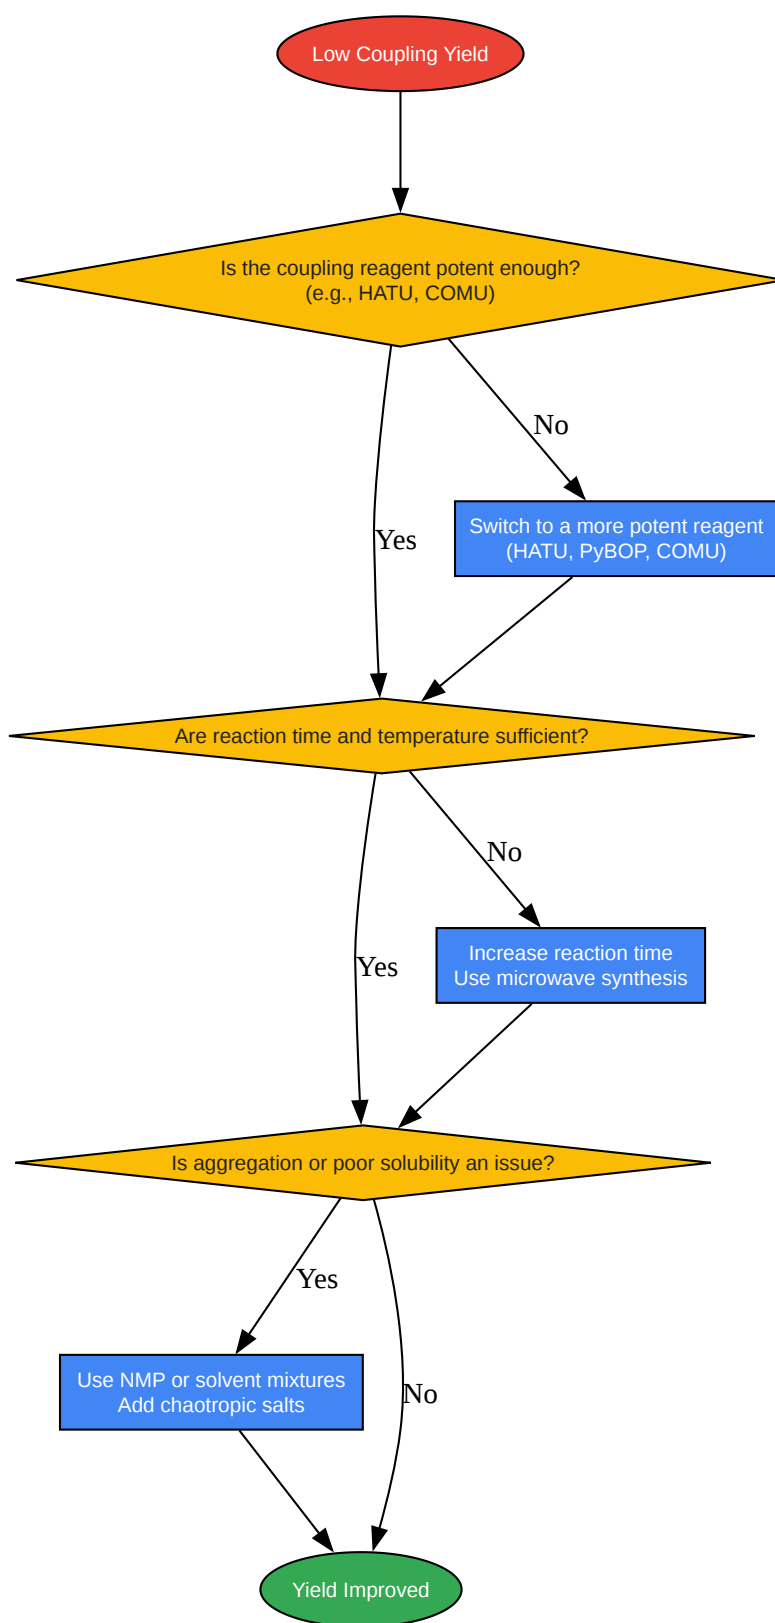 Low Coupling Yield
Is the coupling reagent potent enough?
(e.g., HATU, COMU)
No
Switch to a more potent reagent
(HATU, PyBOP, COMU)
Yes
Are reaction time and temperature sufficient?
No
Increase reaction time
Use microwave synthesis
Yes
Is aggregation or poor solubility an issue?
Yes
Use NMP or solvent mixtures
Add chaotropic salts
No
Yield Improved